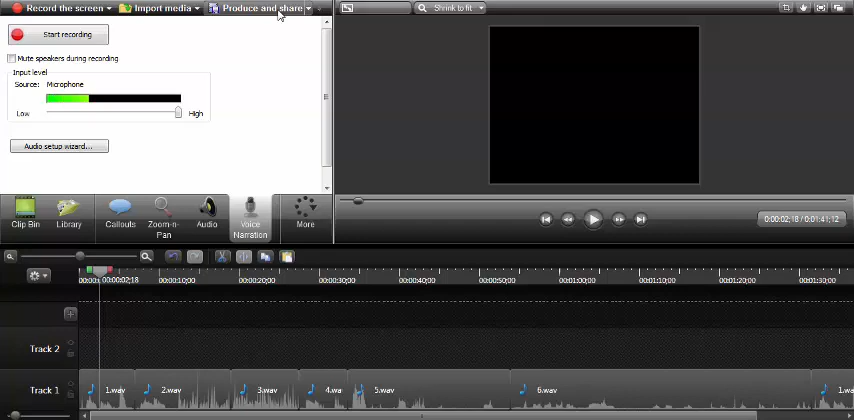 Record the screen Import media Produce and share
Shrink to fit
Start recording
Mute speakers during recording
Input level
Source: Microphone
Low High
Audio setup wizard...
Clip Bin Library Callouts Zoom-n-Pan Audio Voice Narration More
0:00:02;18 / 0:01:41;12
00:00:02;18 00:00:10;00 00:00:20;00 00:00:30;00 00:00:40;00 00:00:50;00 00:01:00;00 00:01:10;00 00:01:20;00 00:01:30;00
Track 2
Track 1 1.wav 2.wav 3.wav 4.wa 5.wav 6.wav 1.wa